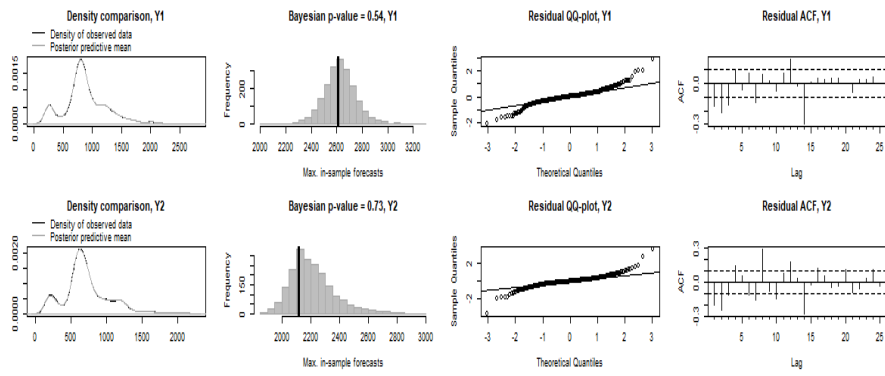 Density comparison, Y1
Density of observed data
Posterior predictive mean
0.0000 0.0015
0 500 1000 1500 2000 2500
Bayesian p-value = 0.54, Y1
Frequency
0 200
2000 2200 2400 2600 2800 3000 3200
Max. in-sample forecasts
Residual QQ-plot, Y1
Sample Quantiles
-2 0 2
-3 -2 -1 0 1 2 3
Theoretical Quantiles
Residual ACF, Y1
ACF
-0.3 0.0
0 5 10 15 20 25
Lag
Density comparison, Y2
Density of observed data
Posterior predictive mean
0.0000 0.0020
0 500 1000 1500 2000
Bayesian p-value = 0.73, Y2
Frequency
0 150
2000 2200 2400 2600 2800 3000
Max. in-sample forecasts
Residual QQ-plot, Y2
Sample Quantiles
-4 -2 0 2
-3 -2 -1 0 1 2 3
Theoretical Quantiles
Residual ACF, Y2
ACF
-0.3 0.0 0.3
0 5 10 15 20 25
Lag